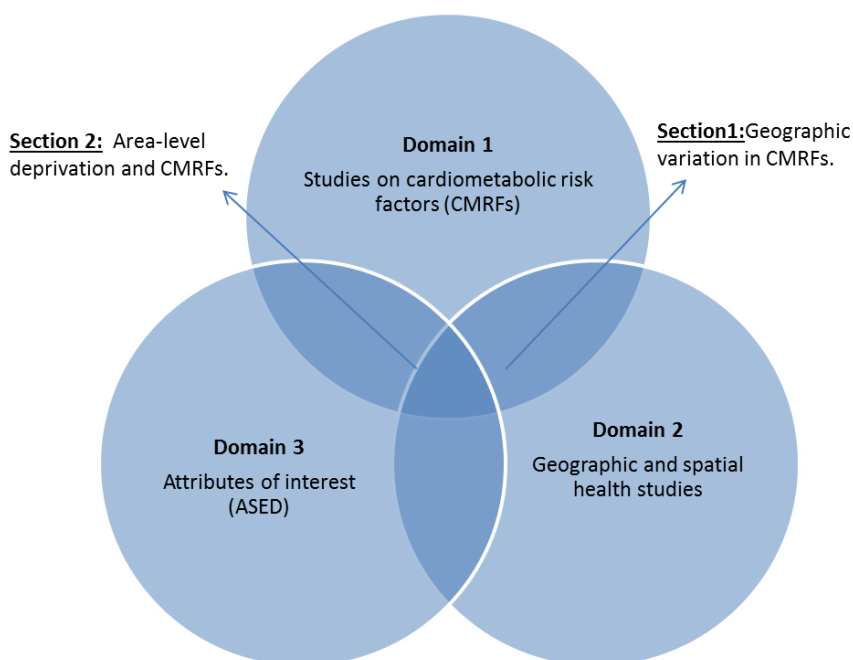 Section 2: Area-level
deprivation and CMRFs.
Section1:Geographic
variation in CMRFs.
Domain 1
Studies on cardiometabolic risk
factors (CMRFs)
Domain 3
Attributes of interest
(ASED)
Domain 2
Geographic and spatial
health studies